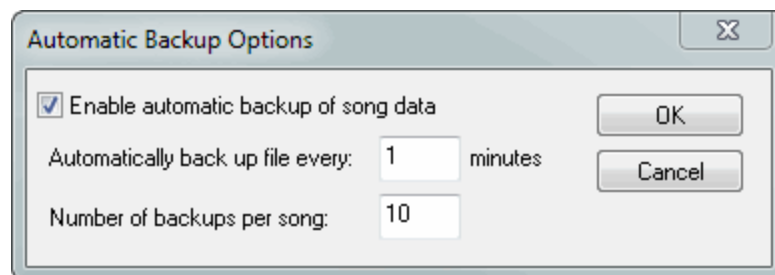 Automatic Backup Options
Enable automatic backup of song data
Automatically back up file every: 1 minutes
Number of backups per song: 10
OK
Cancel